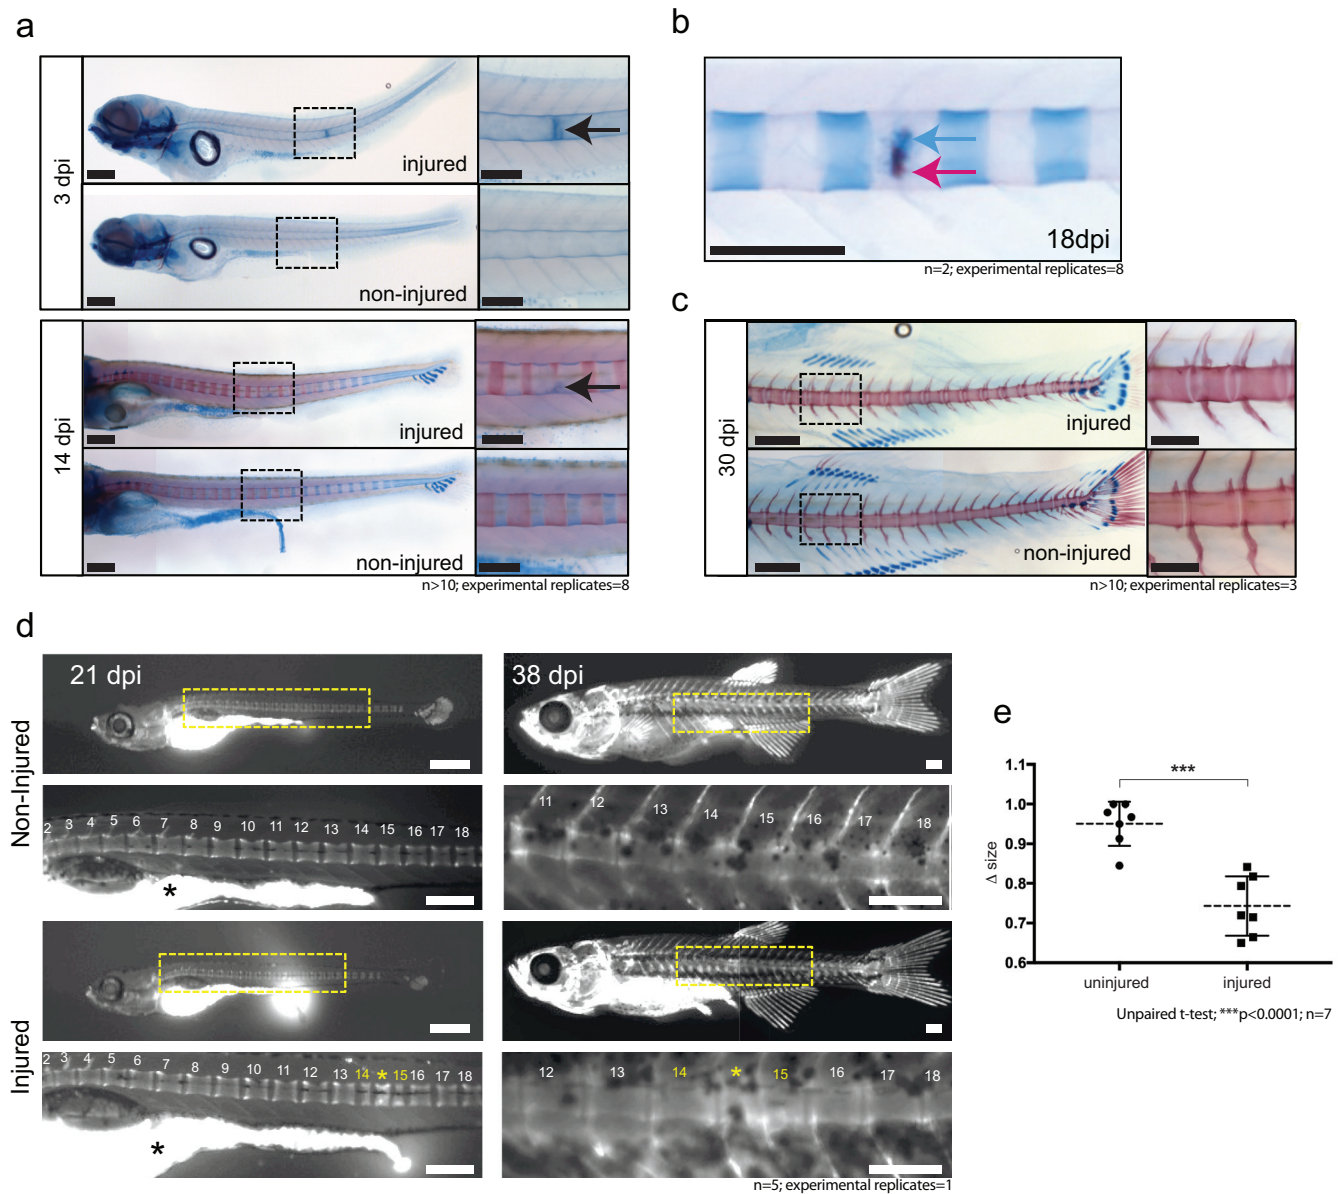 a
3 dpi
injured
non-injured
14 dpi
injured
non-injured
n>10; experimental replicates=8
b
18dpi
n=2; experimental replicates=8
c
30 dpi
injured
non-injured
n>10; experimental replicates=3
d
Non-Injured
21 dpi
38 dpi
2 3 4 5 6 7 8 9 10 11 12 13 14 15 16 17 18
11 12 13 14 15 16 17 18
*
Injured
2 3 4 5 6 7 8 9 10 11 12 13 14 * 15 16 17 18
12 13 14 * 15 16 17 18
*
n=5; experimental replicates=1
e
***
1.1
1.0
0.9
0.8
0.7
0.6
Δ size
uninjured injured
Unpaired t-test; ***p<0.0001; n=7